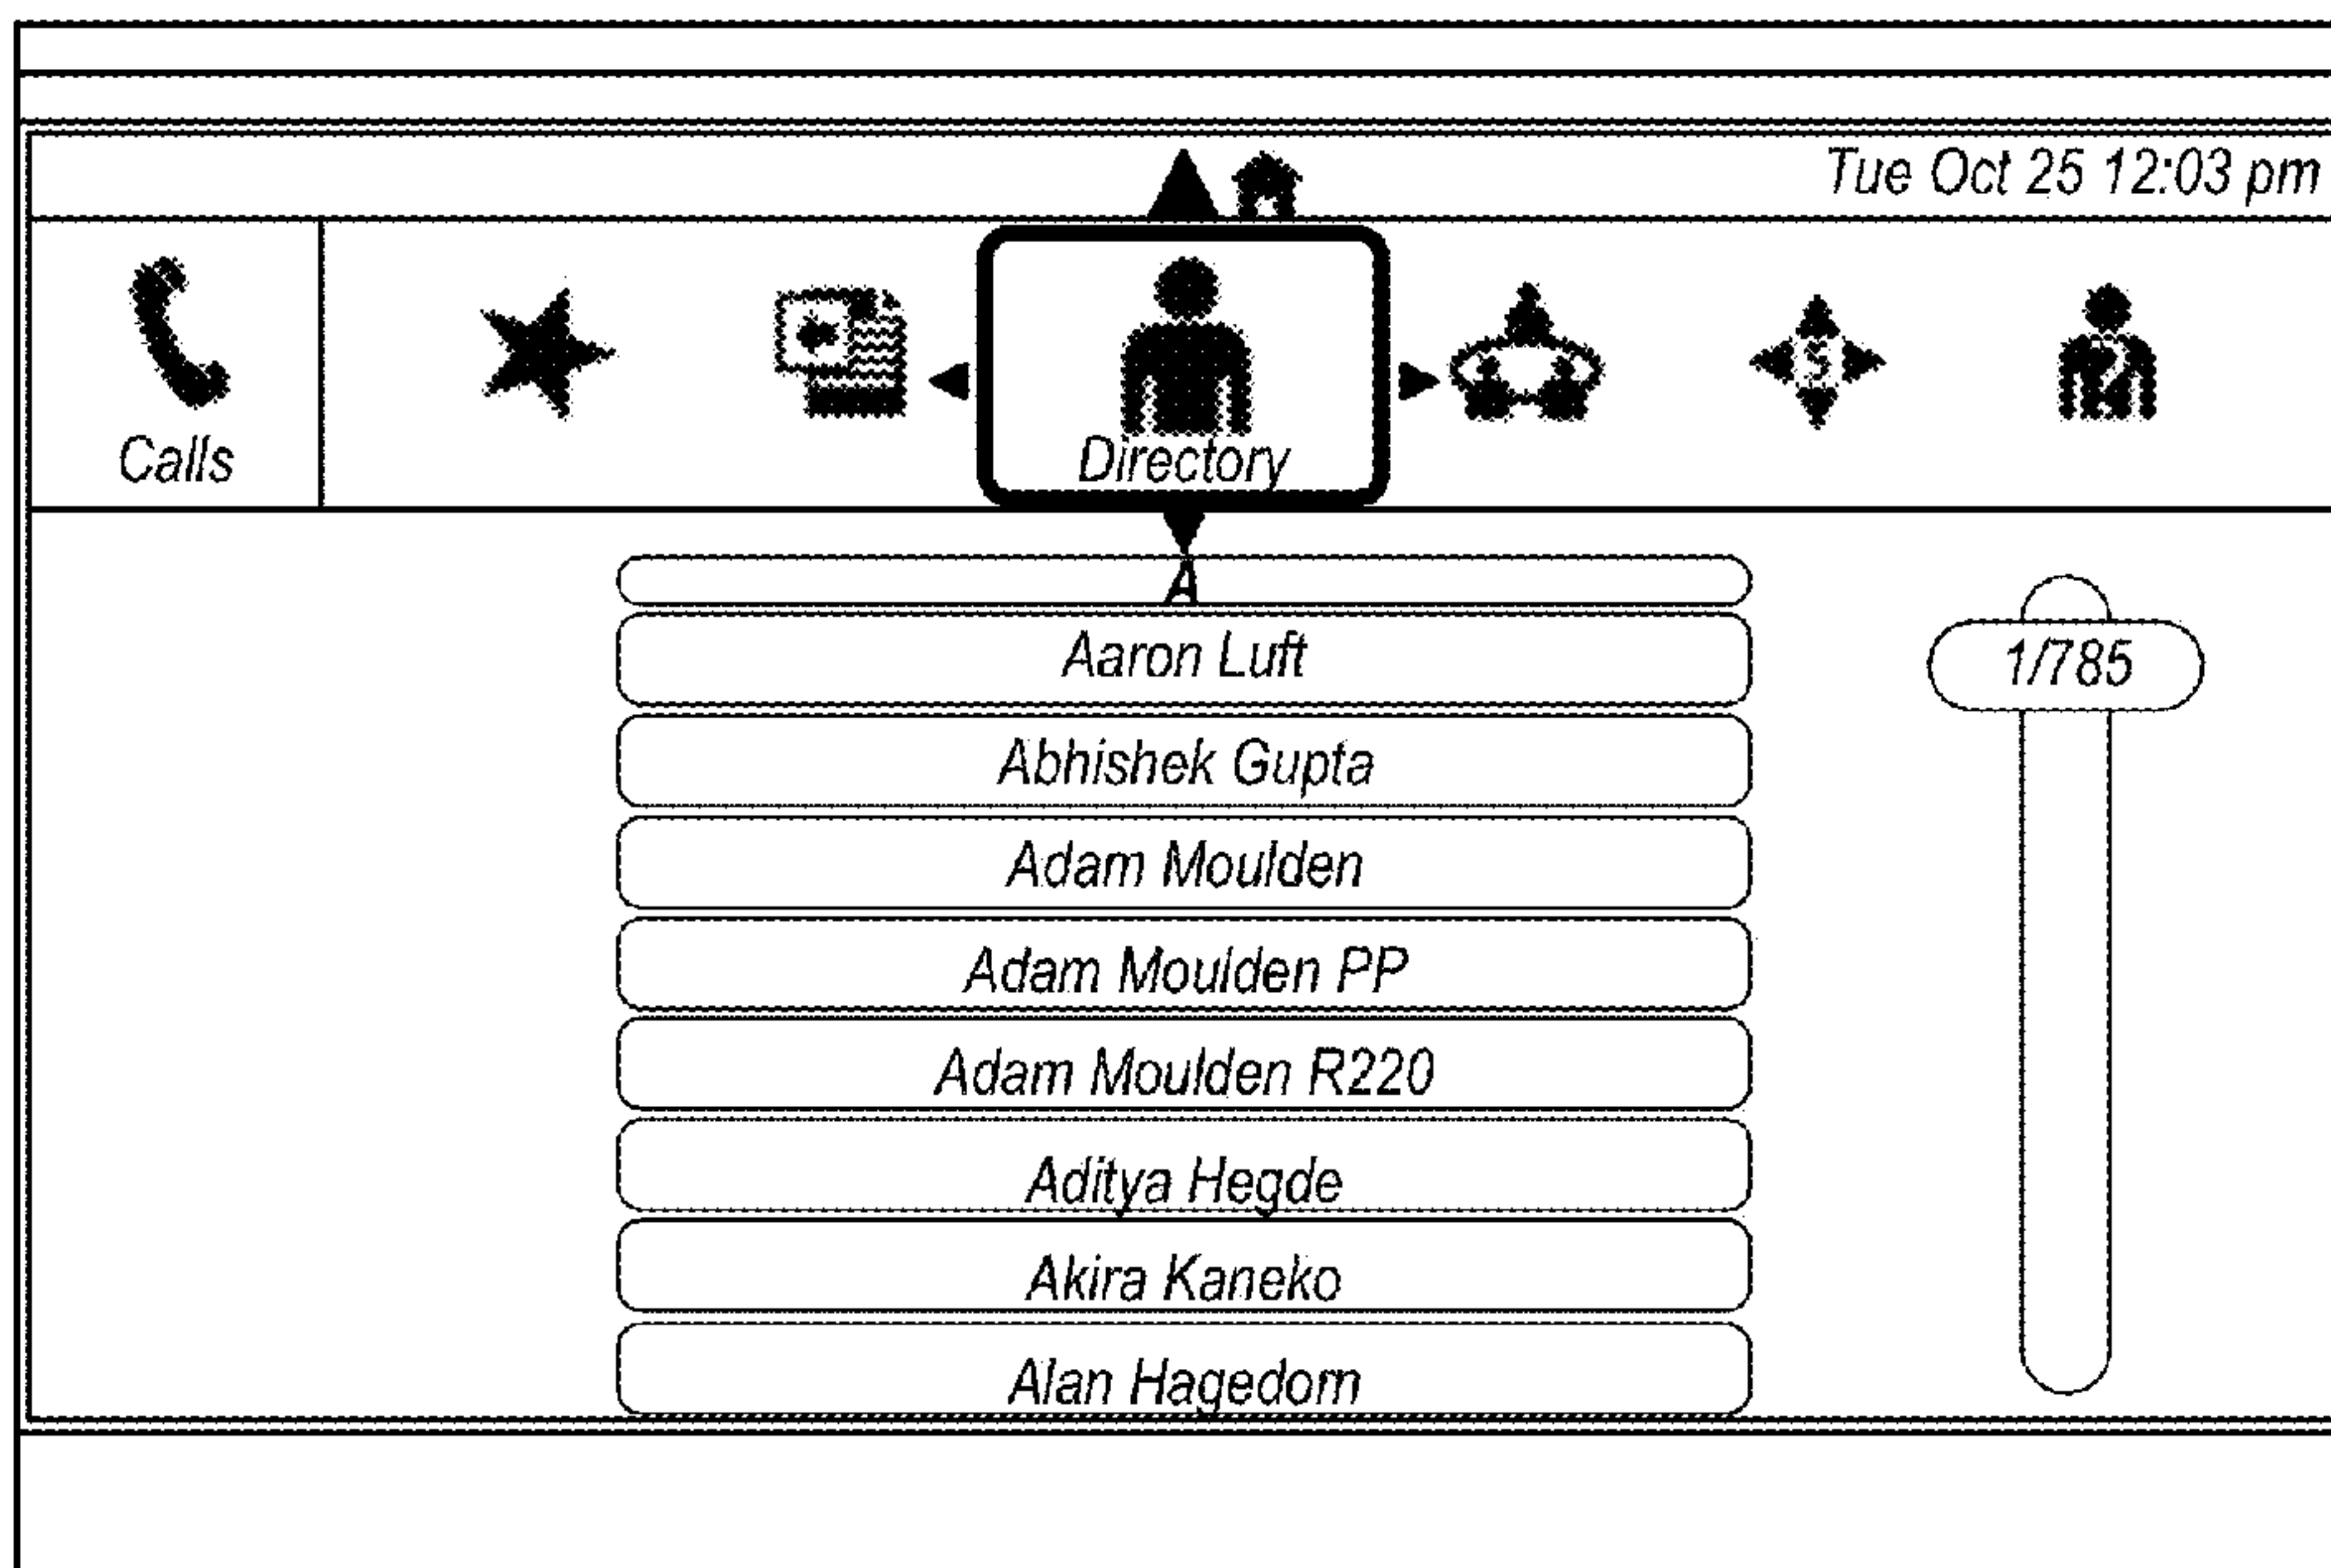 Tue Oct 25 12:03 pm
Calls
Directory
A
Aaron Luft
1/785
Abhishek Gupta
Adam Moulden
Adam Moulden PP
Adam Moulden R220
Aditya Hegde
Akira Kaneko
Alan Hagedorn